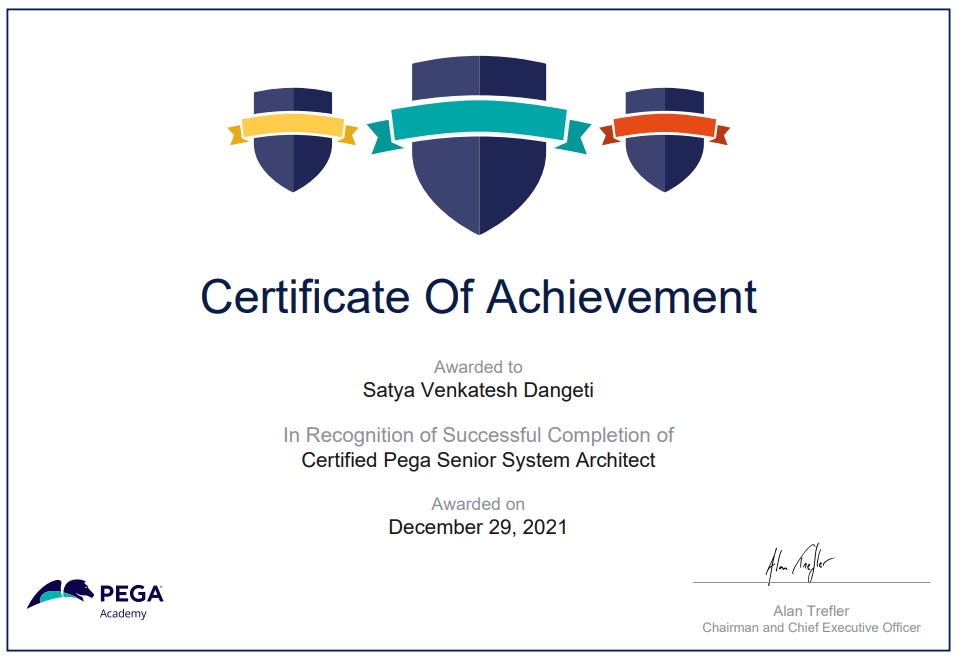 Certificate Of Achievement
Awarded to
Satya Venkatesh Dangeti
In Recognition of Successful Completion of
Certified Pega Senior System Architect
Awarded on
December 29, 2021
Alan Trefler
PEGA
Academy
Alan Trefler
Chairman and Chief Executive Officer